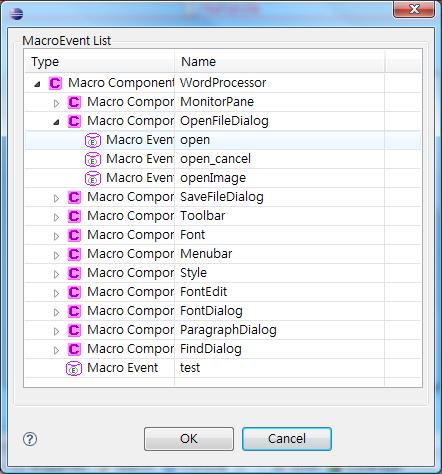 MacroEvent List
Type Name
Macro Component WordProcessor
Macro Compor MonitorPane
Macro Compor OpenFileDialog
Macro Event open
Macro Event open_cancel
Macro Event openImage
Macro Compor SaveFileDialog
Macro Compor Toolbar
Macro Compor Font
Macro Compor Menubar
Macro Compor Style
Macro Compor FontEdit
Macro Compor FontDialog
Macro Compor ParagraphDialog
Macro Compor FindDialog
Macro Event test
OK Cancel